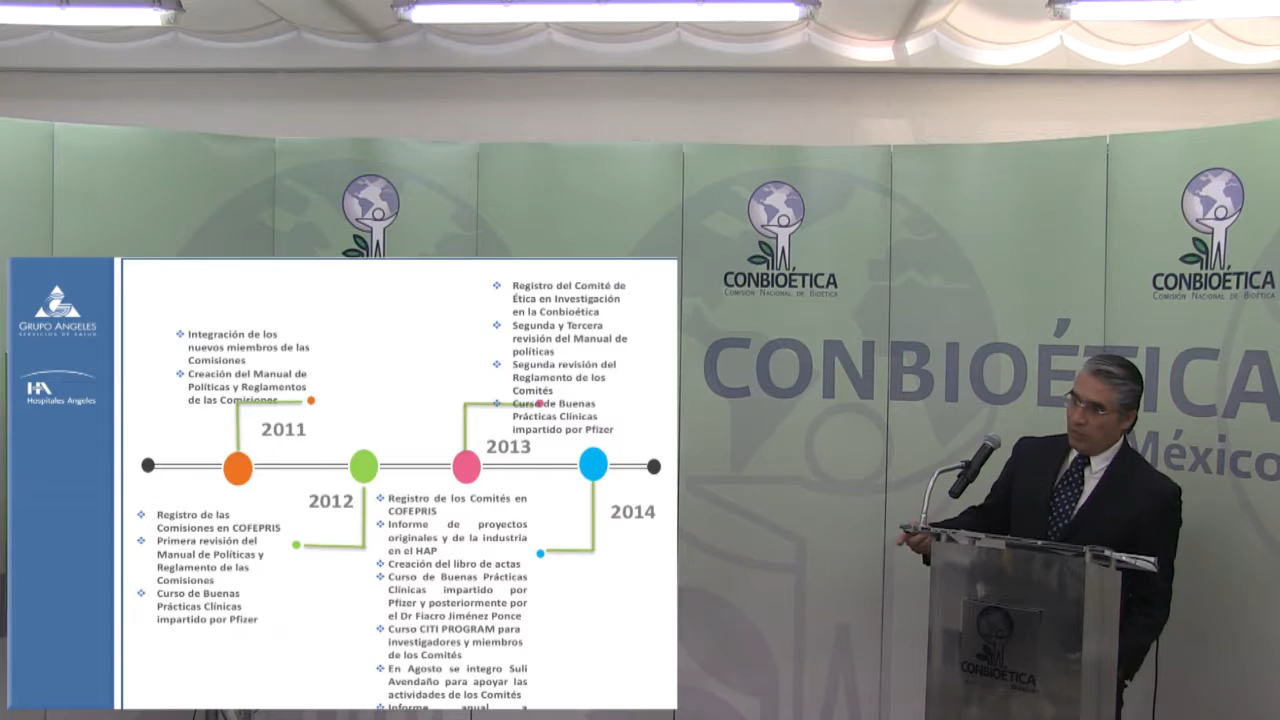 GRUPO ANGELES
SERVICIOS DE SALUD
HA
Hospitales Angeles
Integración de los
nuevos miembros de las
Comisiones
Creación del Manual de
Políticas y Reglamentos
de las Comisiones
2011
Registro del Comité de
Ética en Investigación
en la Conbioética
Segunda y Tercera
revisión del Manual de
políticas
Segunda revisión del
Reglamento de los
Comités
Curso de Buenas
Prácticas Clínicas
impartido por Pfizer
2013
2012
Registro de las
Comisiones en COFEPRIS
Primera revisión del
Manual de Políticas y
Reglamento de las
Comisiones
Curso de Buenas
Prácticas Clínicas
impartido por Pfizer
2014
Registro de los Comités en
COFEPRIS
Informe de proyectos
originales y de la industria
en el HAP
Creación del libro de actas
Curso de Buenas Prácticas
Clínicas impartido por
Pfizer y posteriormente por
el Dr Fiacro Jiménez Ponce
Curso CITI PROGRAM para
investigadores y miembros
de los Comités
En Agosto se integro Suli
Avendaño para apoyar las
actividades de los Comités
Informe anual a
CONBIOÉTICA
COMISIÓN NACIONAL DE BIOÉTICA
CONBIOÉTICA
COMISIÓN NACIONAL DE BIOÉTICA
CONBIOÉTICA
México
CONBIOÉTICA